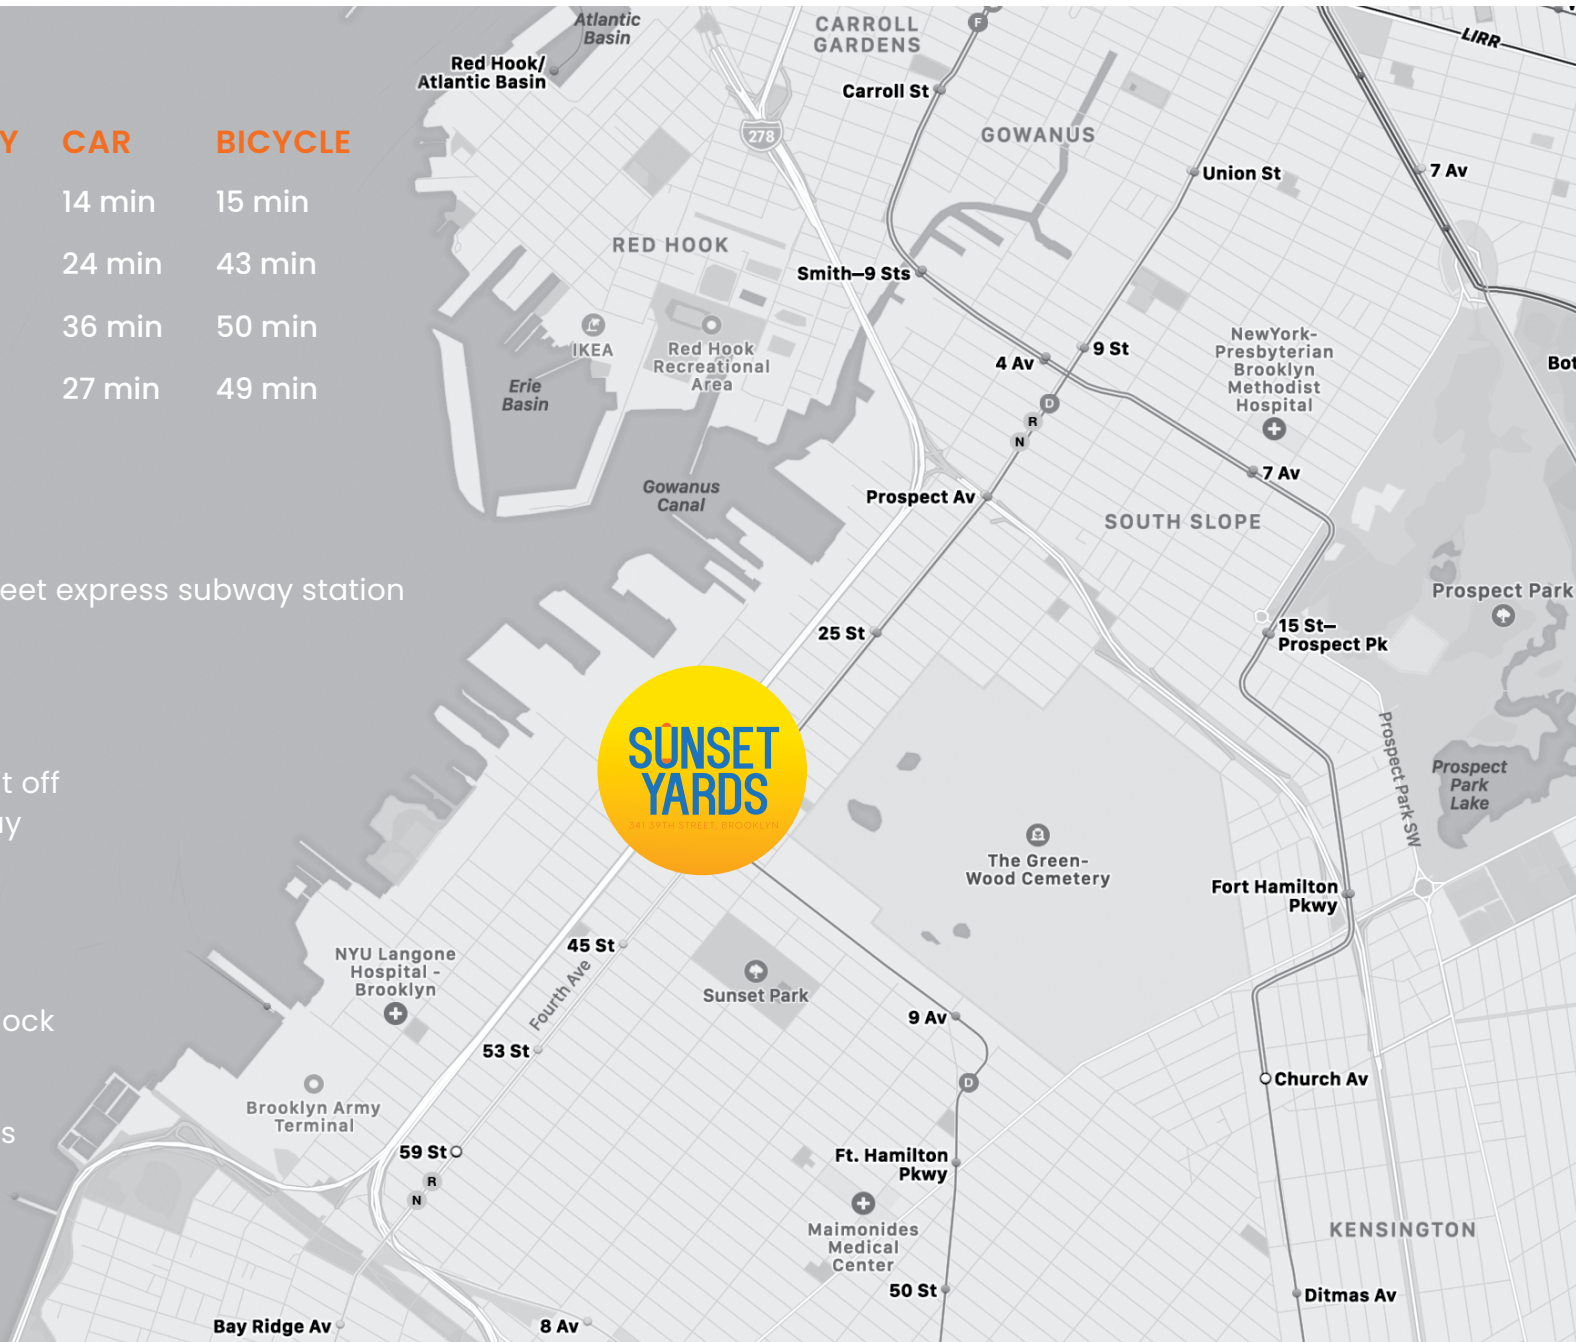 Y CAR BICYCLE
14 min 15 min
24 min 43 min
36 min 50 min
27 min 49 min
eet express subway station
t off
ay
ock
s
Atlantic
Basin
Red Hook/
Atlantic Basin
CARROLL
GARDENS
F
LIRR
Carroll St
278
GOWANUS
Union St
7 Av
RED HOOK
Smith–9 Sts
IKEA
Red Hook
Recreational
Area
Erie
Basin
4 Av
9 St
NewYork-
Presbyterian
Brooklyn
Methodist
Hospital
Bot
D
R
N
Gowanus
Canal
Prospect Av
7 Av
SOUTH SLOPE
Prospect Park
25 St
15 St–
Prospect Pk
SUNSET
YARDS
341 39TH STREET, BROOKLYN
Prospect Park SW
Prospect
Park
Lake
The Green-
Wood Cemetery
Fort Hamilton
Pkwy
NYU Langone
Hospital -
Brooklyn
45 St
Fourth Ave
Sunset Park
9 Av
53 St
D
Church Av
Brooklyn Army
Terminal
59 St
R
N
Ft. Hamilton
Pkwy
Maimonides
Medical
Center
KENSINGTON
50 St
Ditmas Av
Bay Ridge Av
8 Av